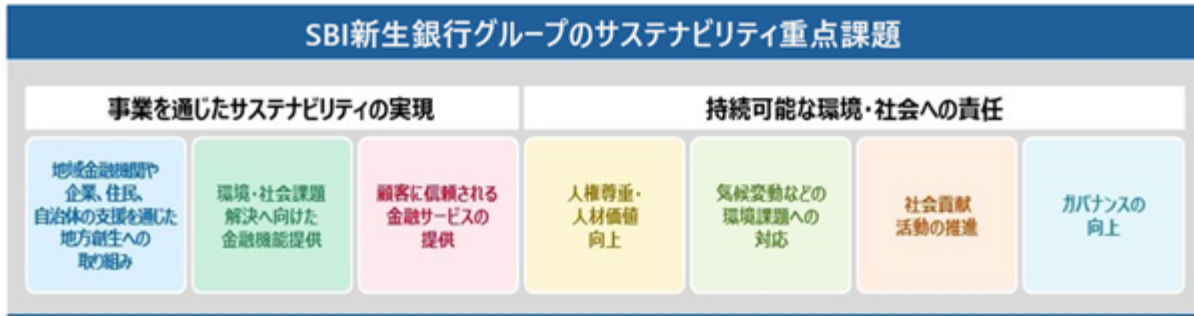 SBI新生銀行グループのサステナビリティ重点課題
事業を通じたサステナビリティの実現
持続可能な環境・社会への責任
地域金融機関や
企業、住民、
自治体の支援を通じた
地方創生への
取り組み
環境・社会課題
解決へ向けた
金融機能提供
顧客に信頼される
金融サービスの
提供
人権尊重・
人材価値
向上
気候変動などの
環境課題への
対応
社会貢献
活動の推進
ガバナンスの
向上